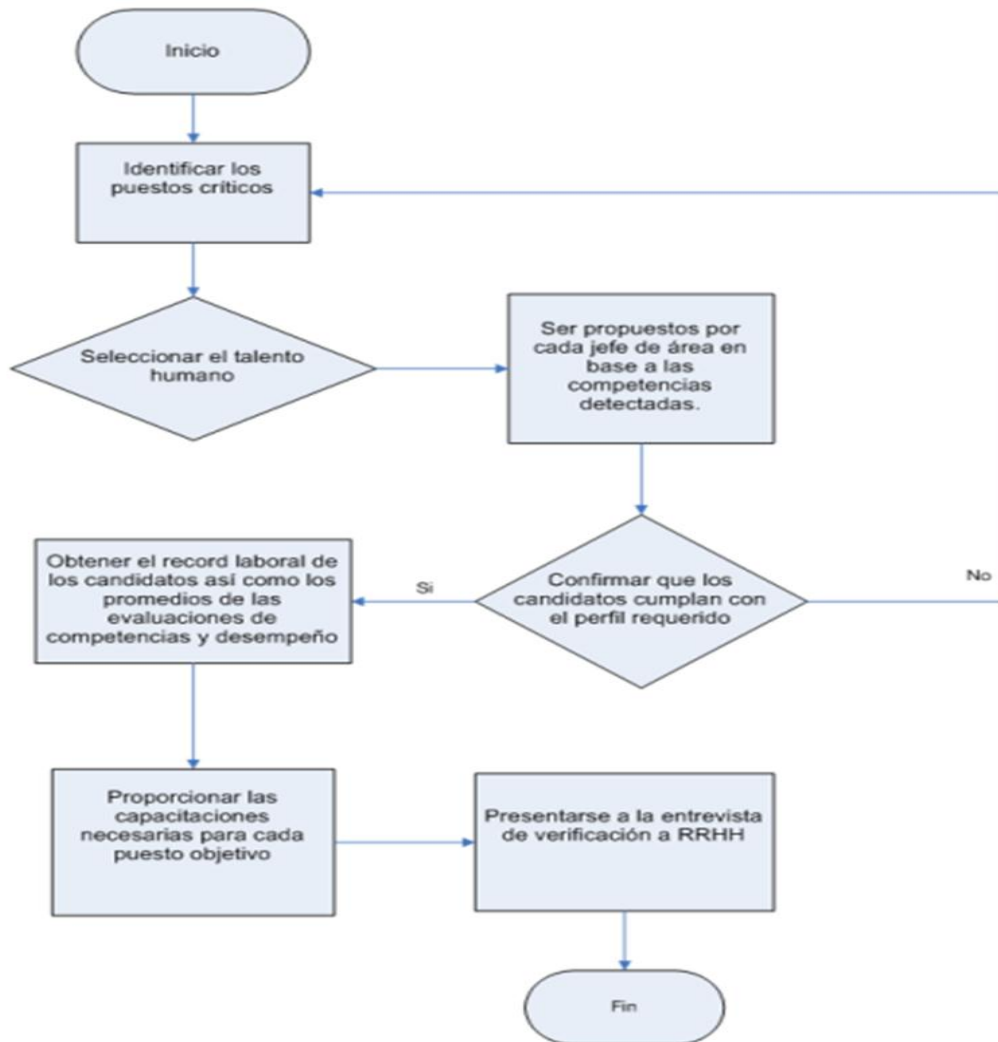 Inicio
Identificar los
puestos críticos
Seleccionar el talento
humano
Ser propuestos por
cada jefe de área en
base a las
competencias
detectadas.
Confirmar que los
candidatos cumplan con
el perfil requerido
No
Si
Obtener el record laboral de
los candidatos así como los
promedios de las
evaluaciones de
competencias y desempeño
Proporcionar las
capacitaciones
necesarias para cada
puesto objetivo
Presentarse a la entrevista
de verificación a RRHH
Fin